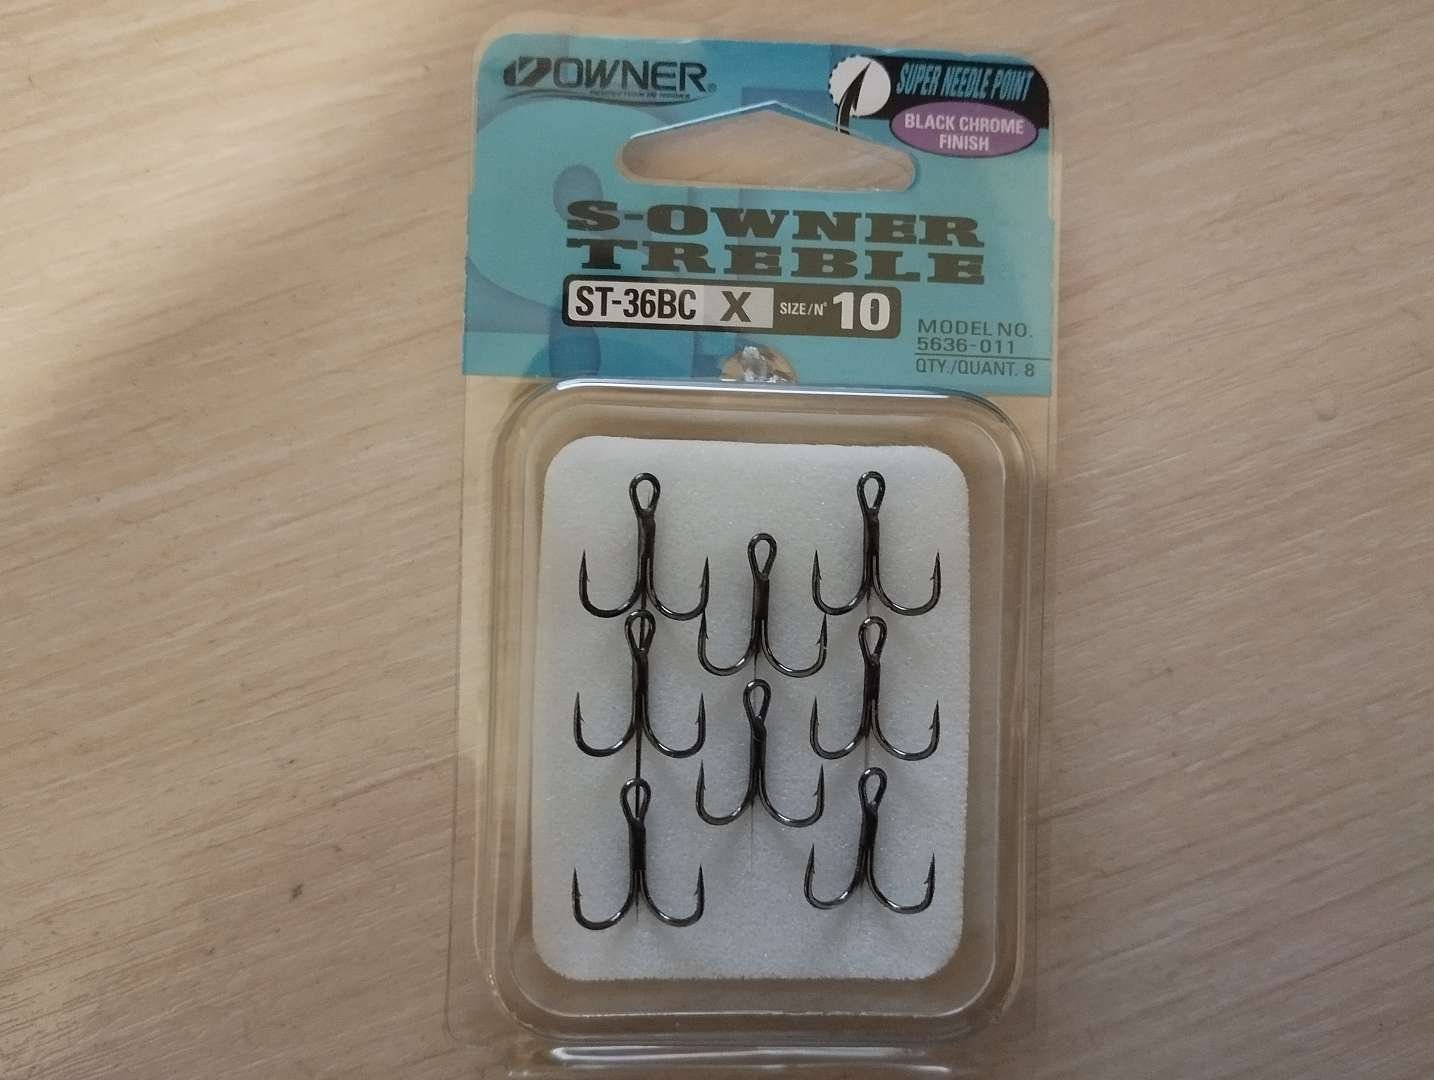 OWNER®
SUPER NEEDLE POINT
BLACK CHROME
FINISH
S-OWNER
TREBLE
ST-36BC X SIZE/Nº 10
MODEL NO.
5636-011
QTY./QUANT. 8